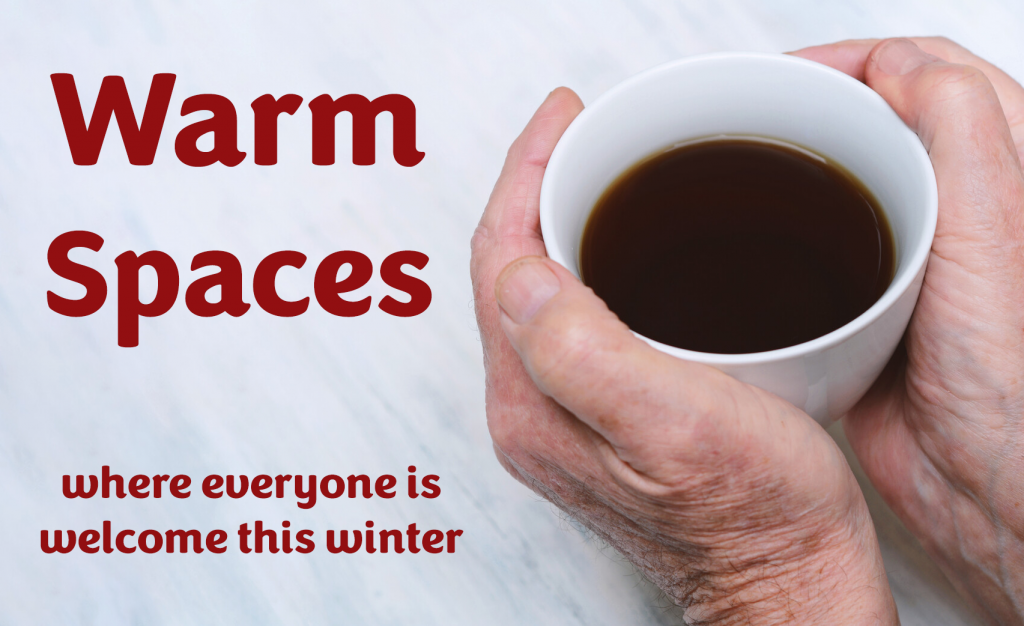 Warm
Spaces
where everyone is
welcome this winter